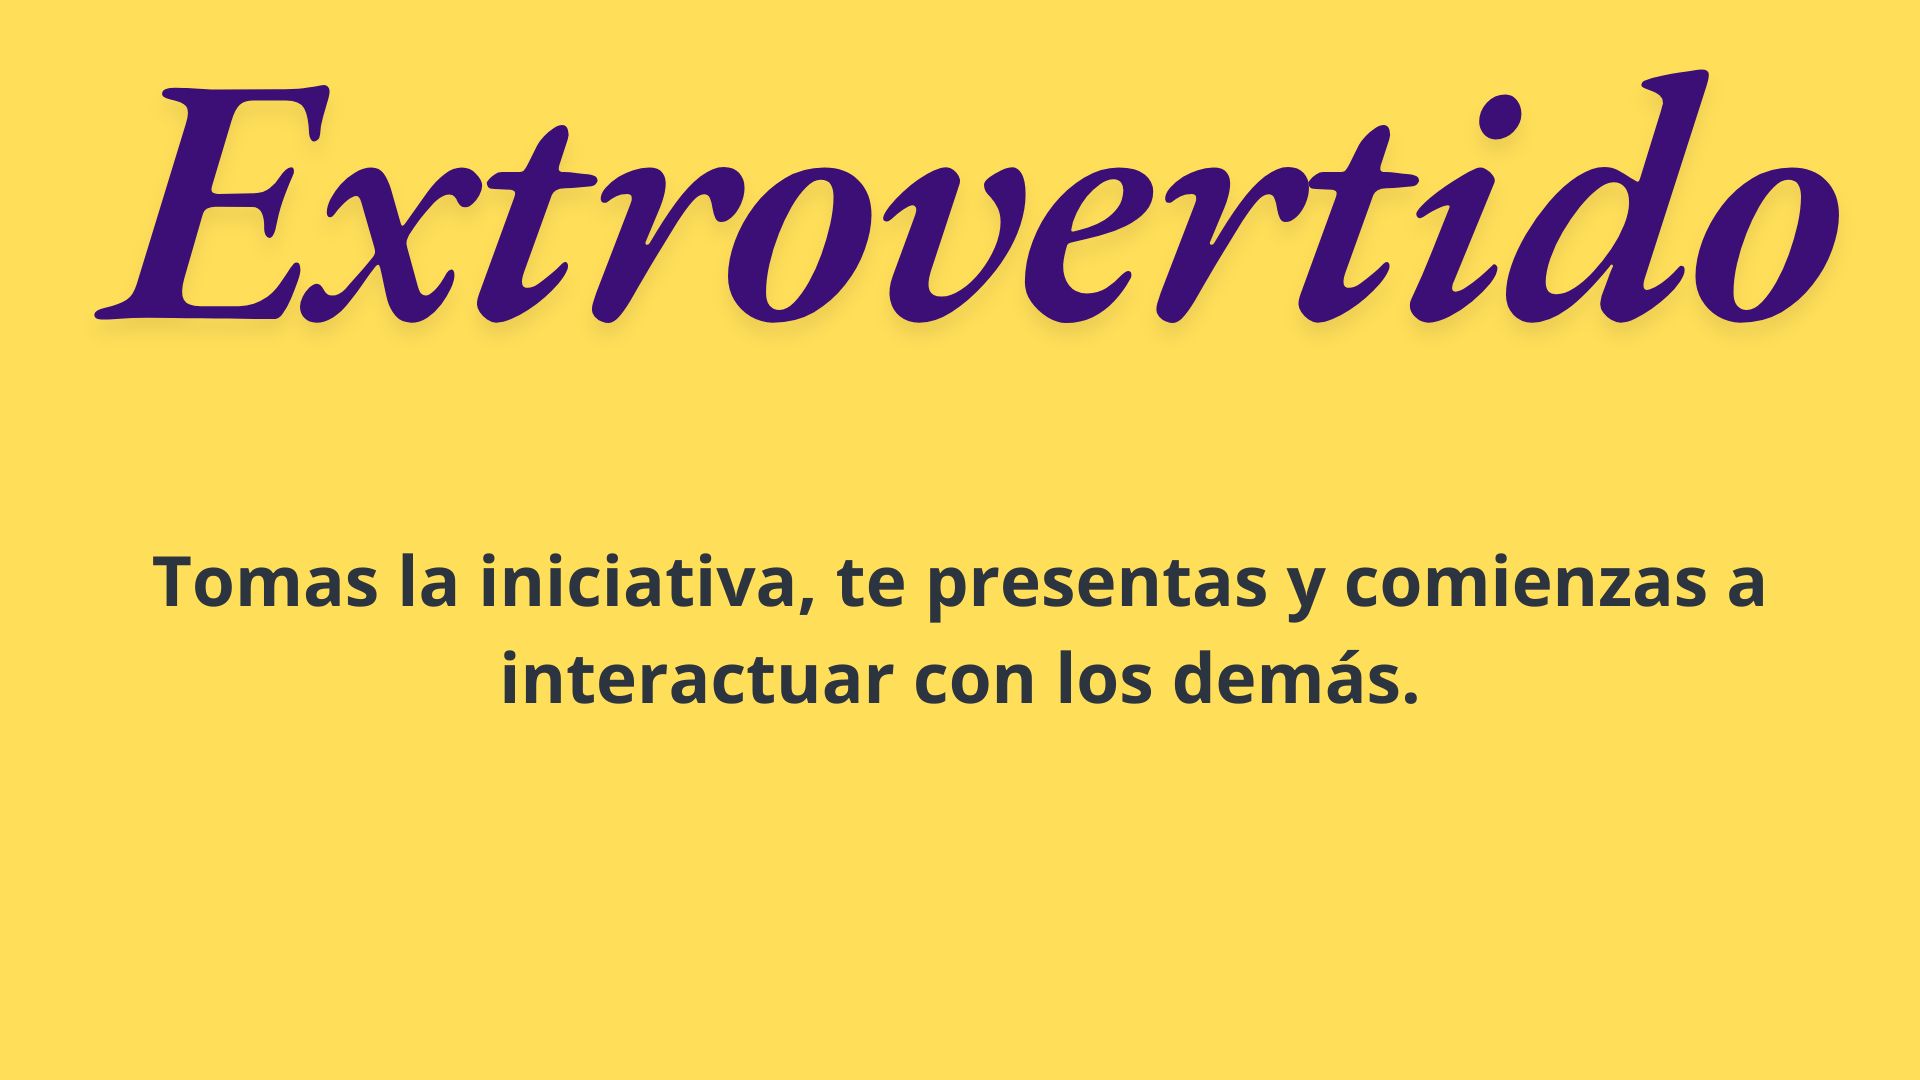 Extrovertido
Tomas la iniciativa, te presentas y comienzas a
interactuar con los demás.